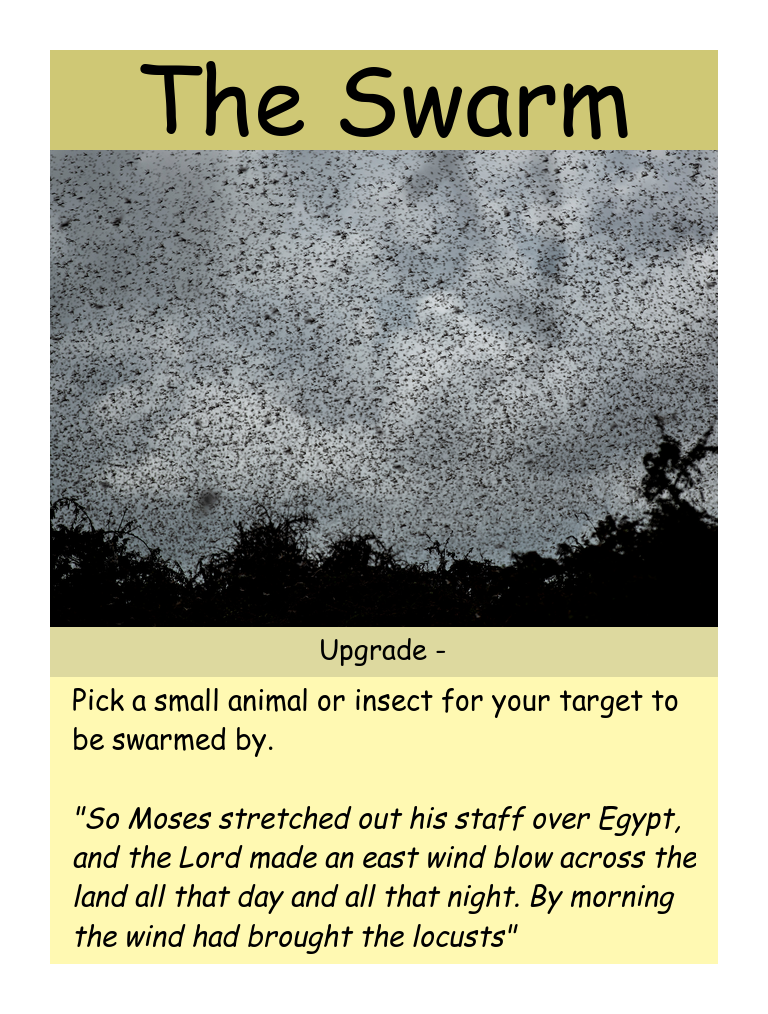 The Swarm
Upgrade -
Pick a small animal or insect for your target to
be swarmed by.
"So Moses stretched out his staff over Egypt,
and the Lord made an east wind blow across the
land all that day and all that night. By morning
the wind had brought the locusts"